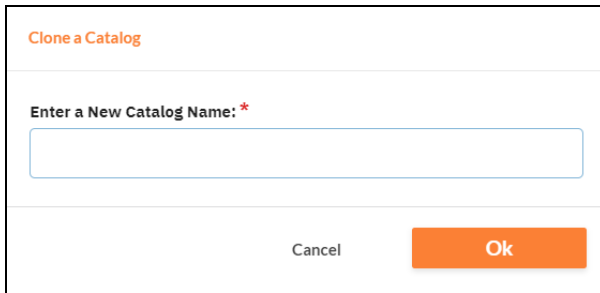 Clone a Catalog
Enter a New Catalog Name: *
Cancel
Ok